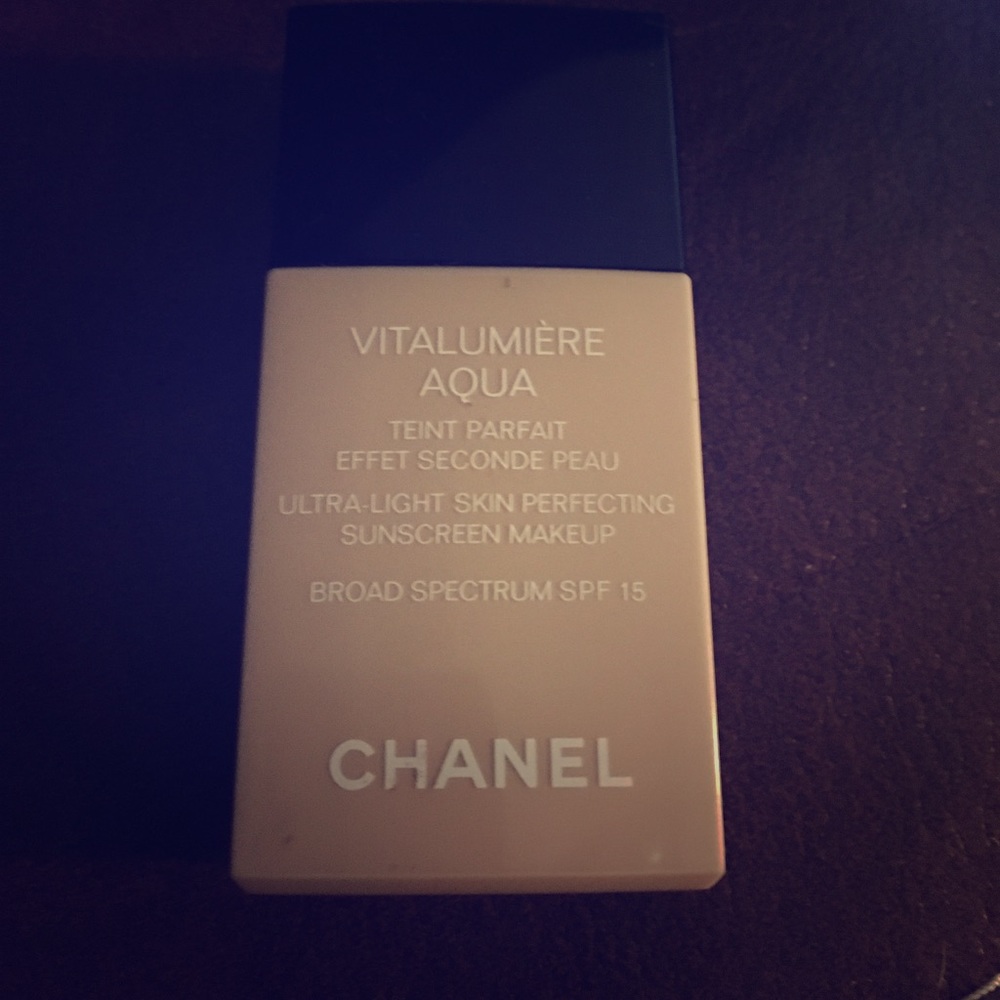 VITALUMIÈRE
AQUA
TEINT PARFAIT
EFFET SECONDE PEAU
ULTRA-LIGHT SKIN PERFECTING
SUNSCREEN MAKEUP
BROAD SPECTRUM SPF 15
CHANEL